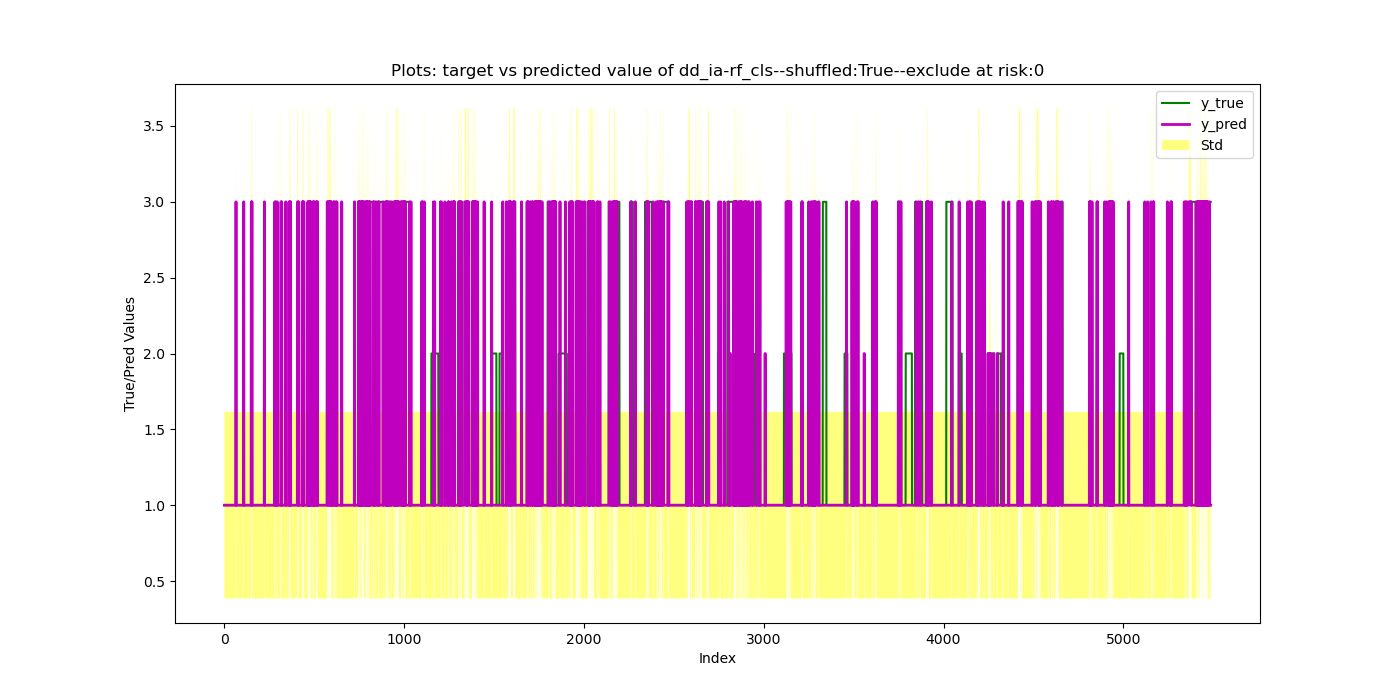 Plots: target vs predicted value of dd_ia-rf_cls--shuffled:True--exclude at risk:0
y_true
y_pred
Std
True/Pred Values
3.5
3.0
2.5
2.0
1.5
1.0
0.5
0 1000 2000 3000 4000 5000
Index